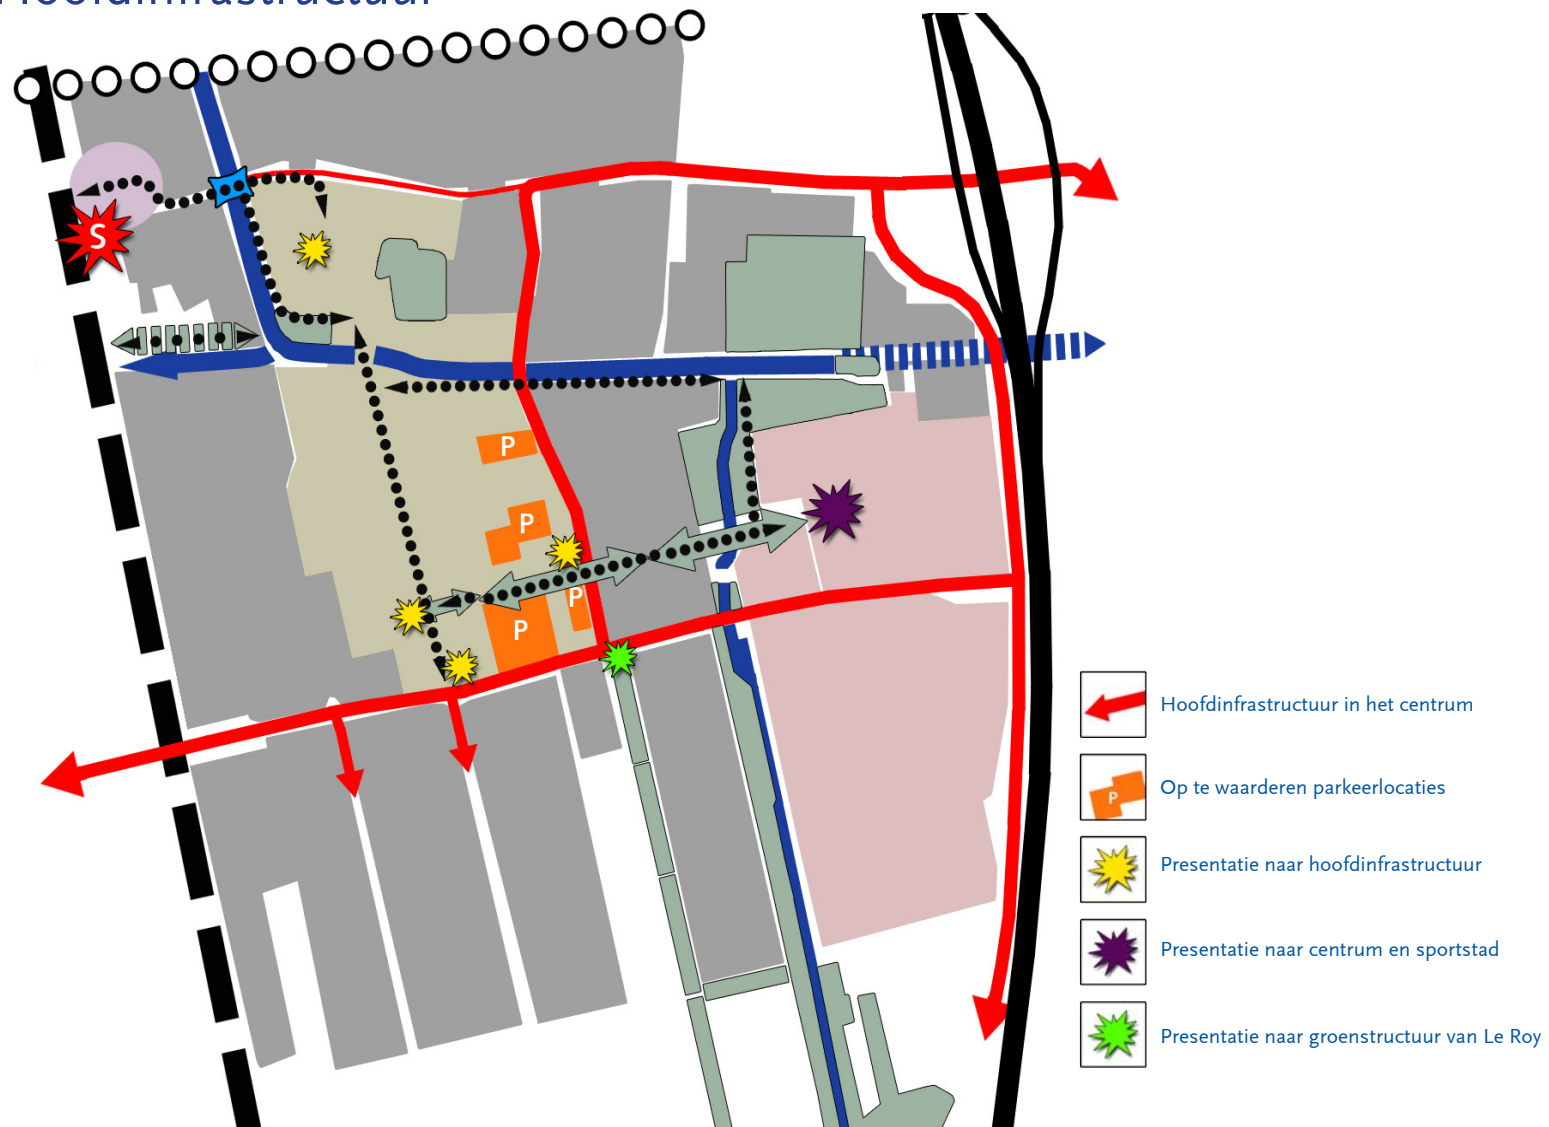 Hoofdinfrastructuur
S
P
P
P
P
Hoofdinfrastructuur in het centrum
P
Op te waarderen parkeerlocaties
Presentatie naar hoofdinfrastructuur
Presentatie naar centrum en sportstad
Presentatie naar groenstructuur van Le Roy